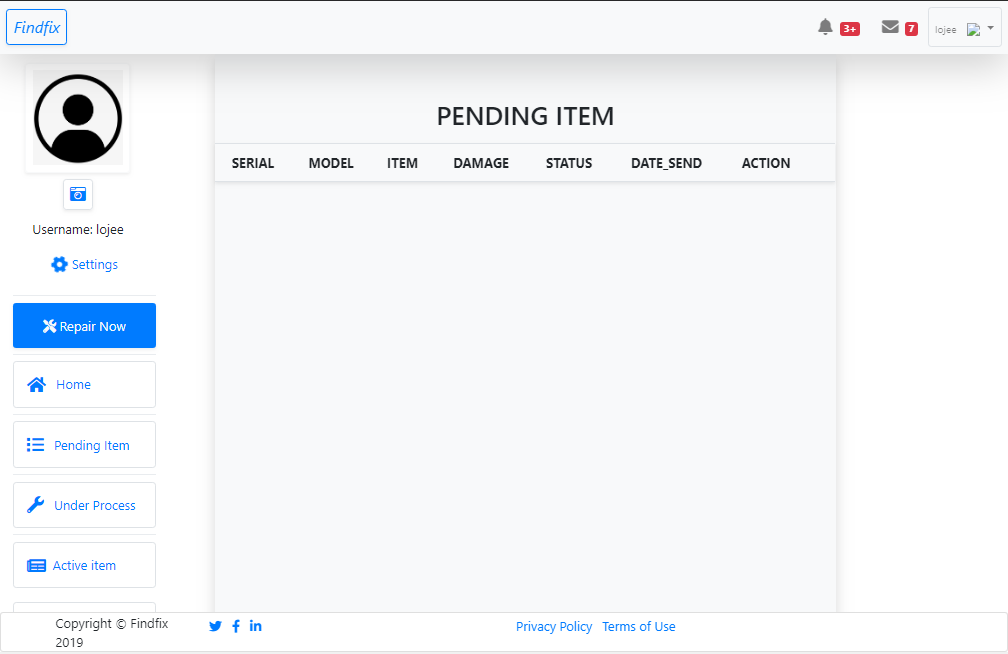 Findfix
3+
7
lojee
PENDING ITEM
SERIAL MODEL ITEM DAMAGE STATUS DATE_SEND ACTION
Username: lojee
Settings
Repair Now
Home
Pending Item
Under Process
Active item
Copyright © Findfix
2019
Privacy Policy Terms of Use